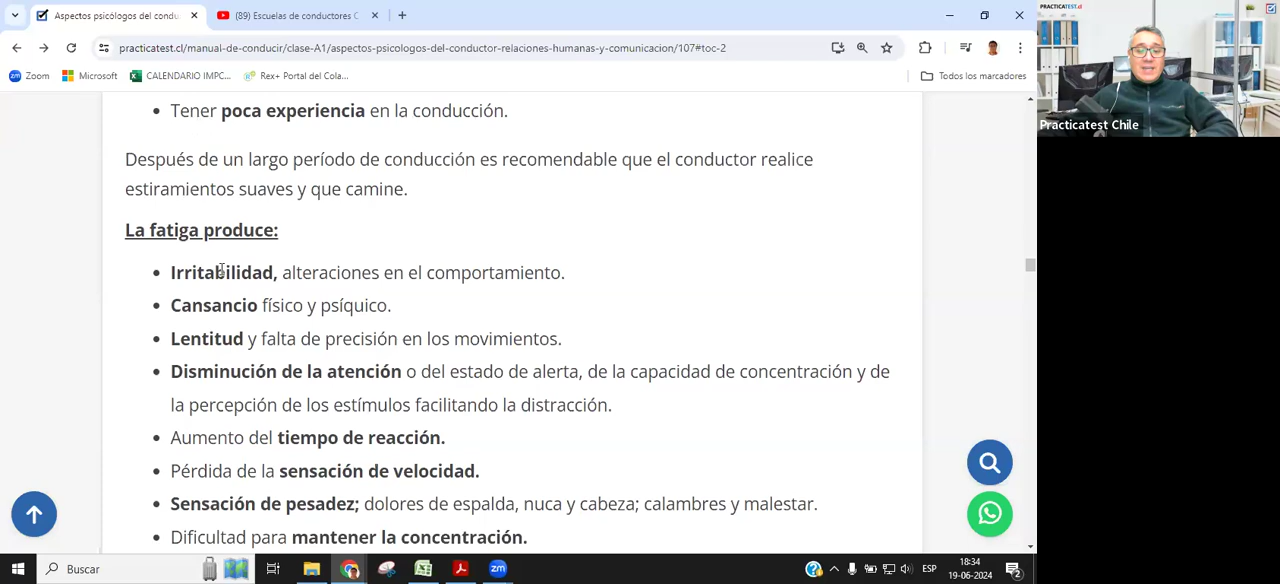 Aspectos psicólogos del condu
(89) Escuelas de conductores C
practicatest.cl/manual-de-conducir/clase-A1/aspectos-psicologos-del-conductor-relaciones-humanas-y-comunicacion/107#toc-2
Zoom
Microsoft
CALENDARIO IMPC...
Rex+ Portal del Cola...
Todos los marcadores
PRACTICATEST.cl
Practicatest Chile
• Tener poca experiencia en la conducción.
Después de un largo período de conducción es recomendable que el conductor realice
estiramientos suaves y que camine.
La fatiga produce:
• Irritabilidad, alteraciones en el comportamiento.
• Cansancio físico y psíquico.
• Lentitud y falta de precisión en los movimientos.
• Disminución de la atención o del estado de alerta, de la capacidad de concentración y de
la percepción de los estímulos facilitando la distracción.
• Aumento del tiempo de reacción.
• Pérdida de la sensación de velocidad.
• Sensación de pesadez; dolores de espalda, nuca y cabeza; calambres y malestar.
• Dificultad para mantener la concentración.
Buscar
zm
ESP
18:34
19-06-2024
2